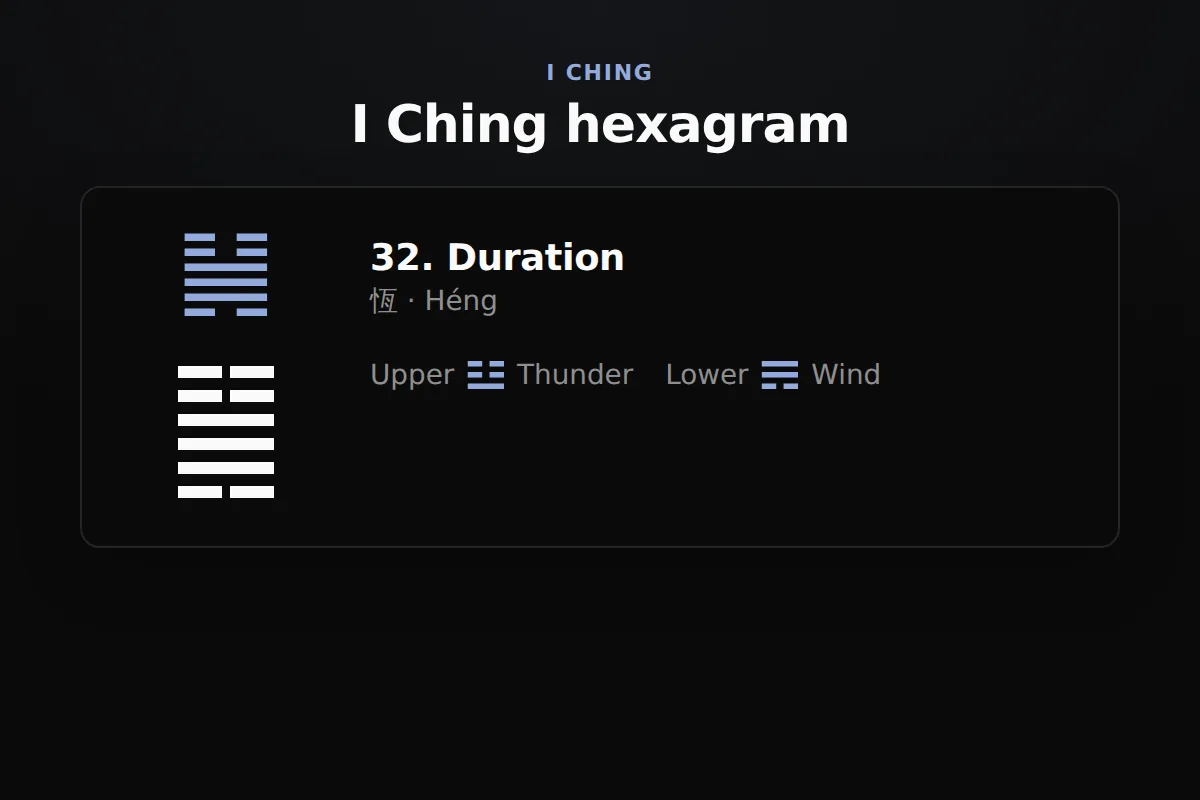 I CHING
I Ching hexagram
䷟
32. Duration
恆 · Héng
Upper ☳ Thunder Lower ☴ Wind